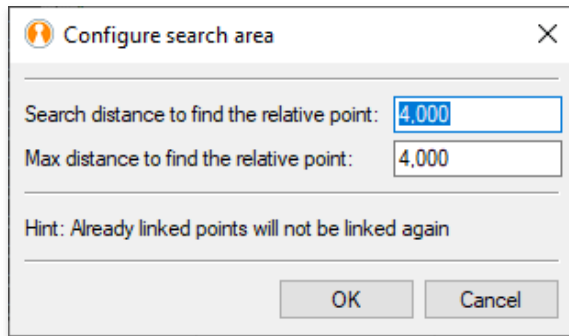 Configure search area
Search distance to find the relative point: 4,000
Max distance to find the relative point: 4,000
Hint: Already linked points will not be linked again
OK Cancel